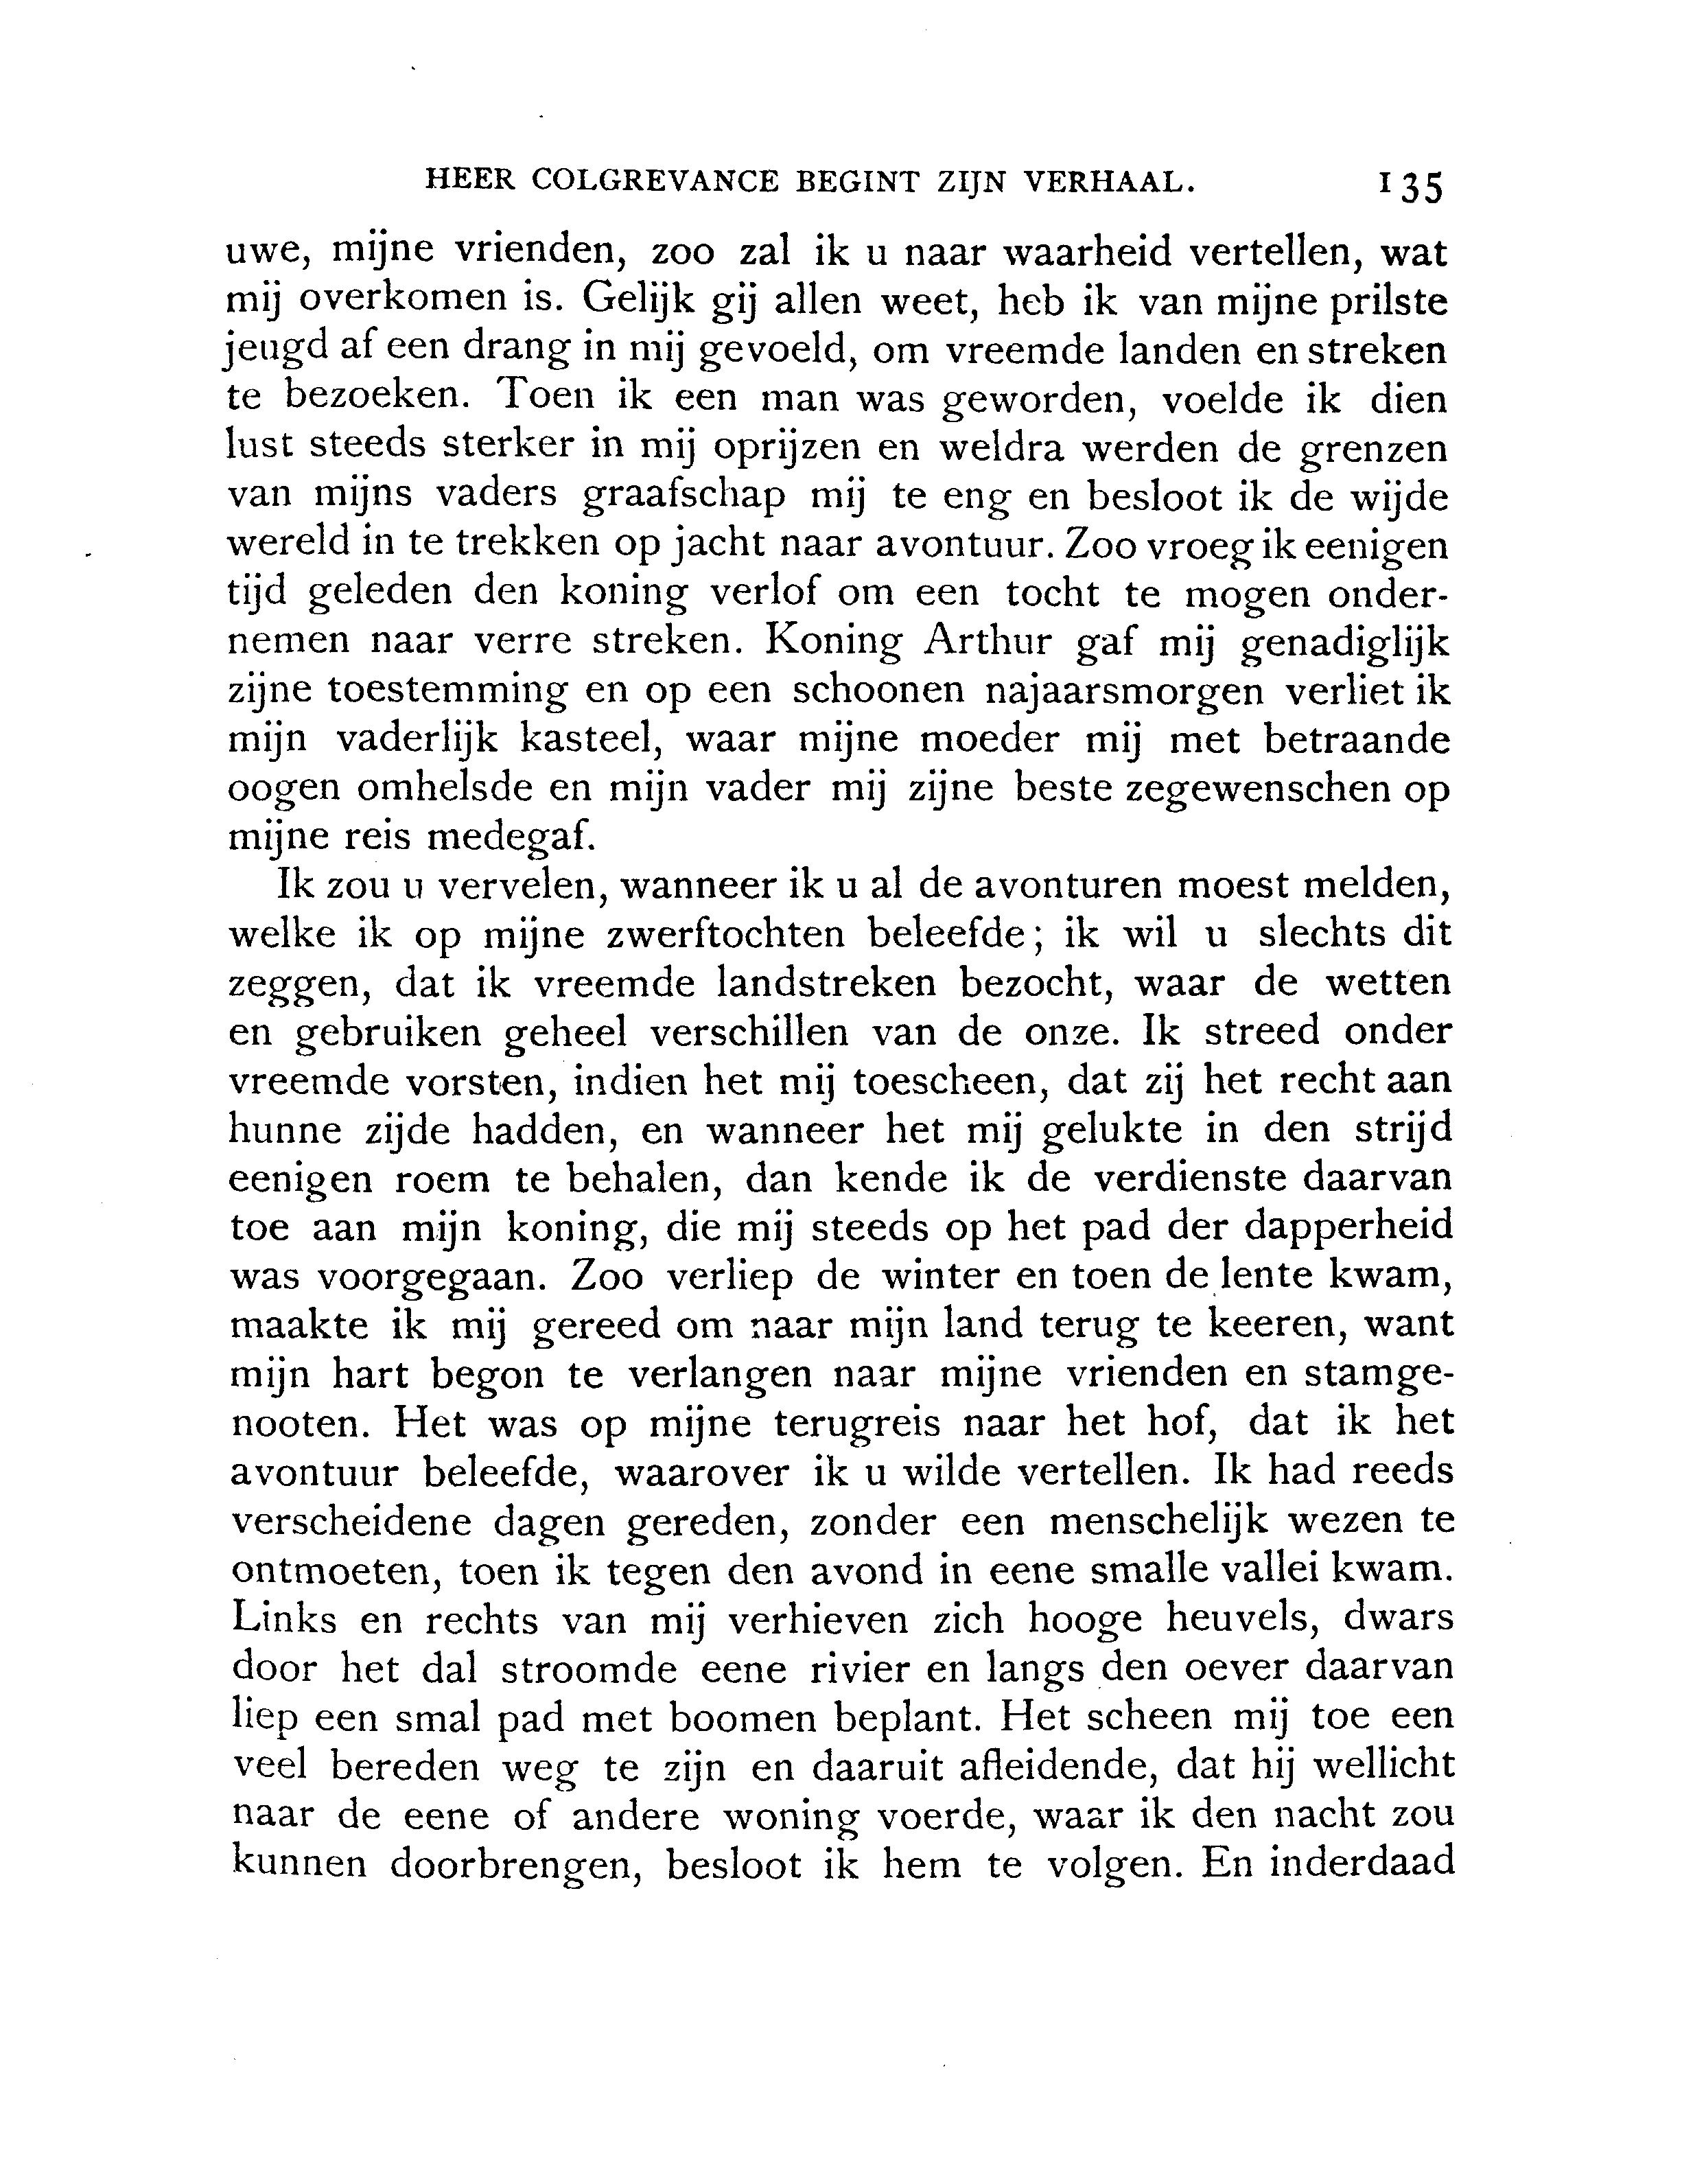 HEER COLGREVANCE BEGINT ZIJN VERHAAL. 135
uwe, mijne vrienden, zoo zal ik u naar waarheid vertellen, wat
mij overkomen is. Gelijk gij allen weet, heb ik van mijne prilste
jeugd af een drang in mij gevoeld, om vreemde landen en streken
te bezoeken. Toen ik een man was geworden, voelde ik dien
lust steeds sterker in mij oprijzen en weldra werden de grenzen
van mijns vaders graafschap mij te eng en besloot ik de wijde
wereld in te trekken op jacht naar avontuur. Zoo vroeg ik eenigen
tijd geleden den koning verlof om een tocht te mogen onder-
nemen naar verre streken. Koning Arthur gaf mij genadiglijk
zijne toestemming en op een schoonen najaarsmorgen verliet ik
mijn vaderlijk kasteel, waar mijne moeder mij met betraande
oogen omhelsde en mijn vader mij zijne beste zegewenschen op
mijne reis medegaf.
Ik zou u vervelen, wanneer ik u al de avonturen moest melden,
welke ik op mijne zwerftochten beleefde; ik wil u slechts dit
zeggen, dat ik vreemde landstreken bezocht, waar de wetten
en gebruiken geheel verschillen van de onze. Ik streed onder
vreemde vorsten, indien het mij toescheen, dat zij het recht aan
hunne zijde hadden, en wanneer het mij gelukte in den strijd
eenigen roem te behalen, dan kende ik de verdienste daarvan
toe aan mijn koning, die mij steeds op het pad der dapperheid
was voorgegaan. Zoo verliep de winter en toen de lente kwam,
maakte ik mij gereed om naar mijn land terug te keeren, want
mijn hart begon te verlangen naar mijne vrienden en stamge-
nooten. Het was op mijne terugreis naar het hof, dat ik het
avontuur beleefde, waarover ik u wilde vertellen. Ik had reeds
verscheidene dagen gereden, zonder een menschelijk wezen te
ontmoeten, toen ik tegen den avond in eene smalle vallei kwam.
Links en rechts van mij verhieven zich hooge heuvels, dwars
door het dal stroomde eene rivier en langs den oever daarvan
liep een smal pad met boomen beplant. Het scheen mij toe een
veel bereden weg te zijn en daaruit afleidende, dat hij wellicht
naar de eene of andere woning voerde, waar ik den nacht zou
kunnen doorbrengen, besloot ik hem te volgen. En inderdaad